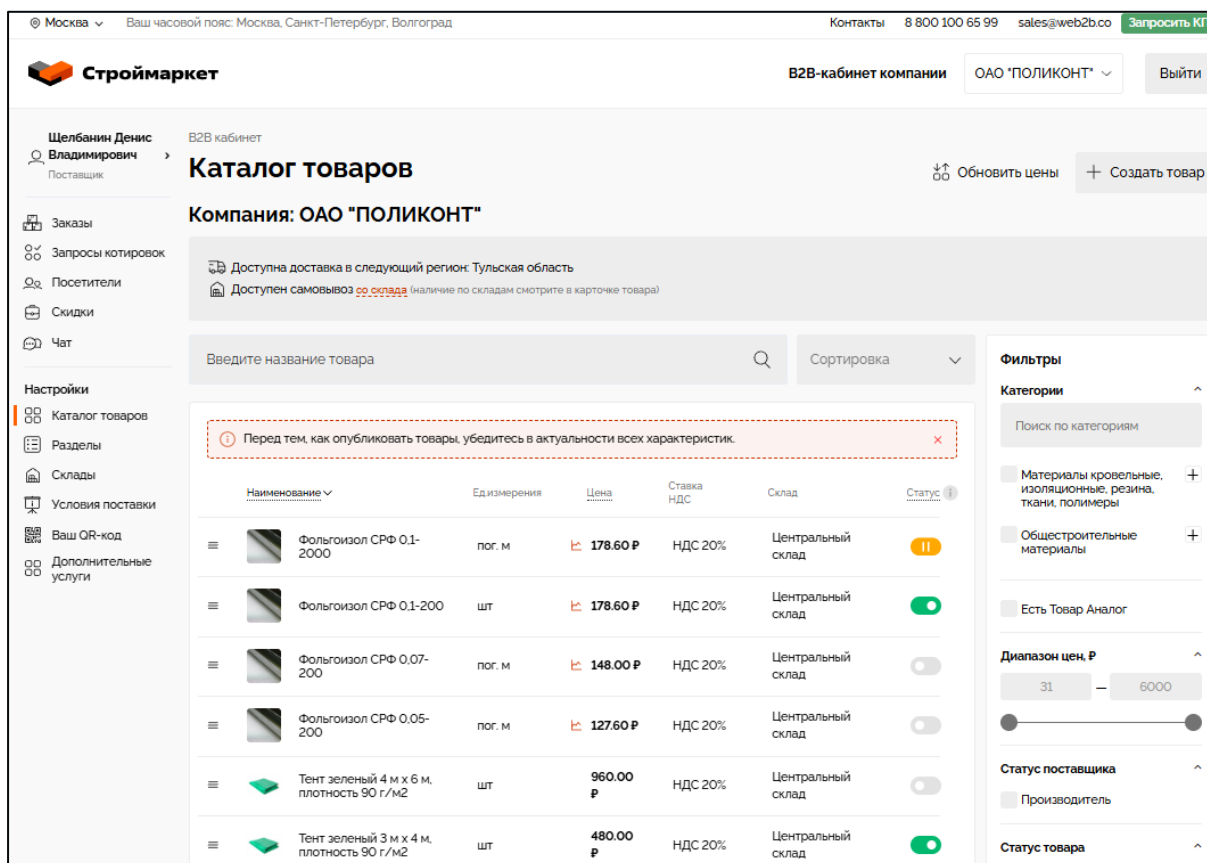 Москва Ваш часовой пояс: Москва, Санкт-Петербург, Волгоград Контакты 8 800 100 65 99 sales@web2b.co Запросить КП
Строймаркет B2B-кабинет компании ОАО "ПОЛИКОНТ" Выйти
Щелбанин Денис
Владимирович
Поставщик
Заказы
Запросы котировок
Посетители
Скидки
Чат
Настройки
Каталог товаров
Разделы
Склады
Условия поставки
Ваш QR-код
Дополнительные
услуги
B2B кабинет
Каталог товаров
Обновить цены
Создать товар
Компания: ОАО "ПОЛИКОНТ"
Доступна доставка в следующий регион: Тульская область
Доступен самовывоз со склада (наличие по складам смотрите в карточке товара)
Введите название товара
Сортировка
Перед тем, как опубликовать товары, убедитесь в актуальности всех характеристик.
Наименование Ед.измерения Цена Ставка НДС Склад Статус
Фольгоизол СРФ 0,1-
2000
пог. м 178.60 ₽ НДС 20% Центральный
склад
Фольгоизол СРФ 0,1-200 шт 178.60 ₽ НДС 20% Центральный
склад
Фольгоизол СРФ 0,07-
200
пог. м 148.00 ₽ НДС 20% Центральный
склад
Фольгоизол СРФ 0,05-
200
пог. м 127.60 ₽ НДС 20% Центральный
склад
Тент зеленый 4 м х 6 м,
плотность 90 г/м2
шт 960.00
₽
НДС 20% Центральный
склад
Тент зеленый 3 м х 4 м,
плотность 90 г/м2
шт 480.00
₽
НДС 20% Центральный
склад
Фильтры
Категории
Поиск по категориям
Материалы кровельные,
изоляционные, резина,
ткани, полимеры
Общестроительные
материалы
Есть Товар Аналог
Диапазон цен, ₽
31 — 6000
Статус поставщика
Производитель
Статус товара